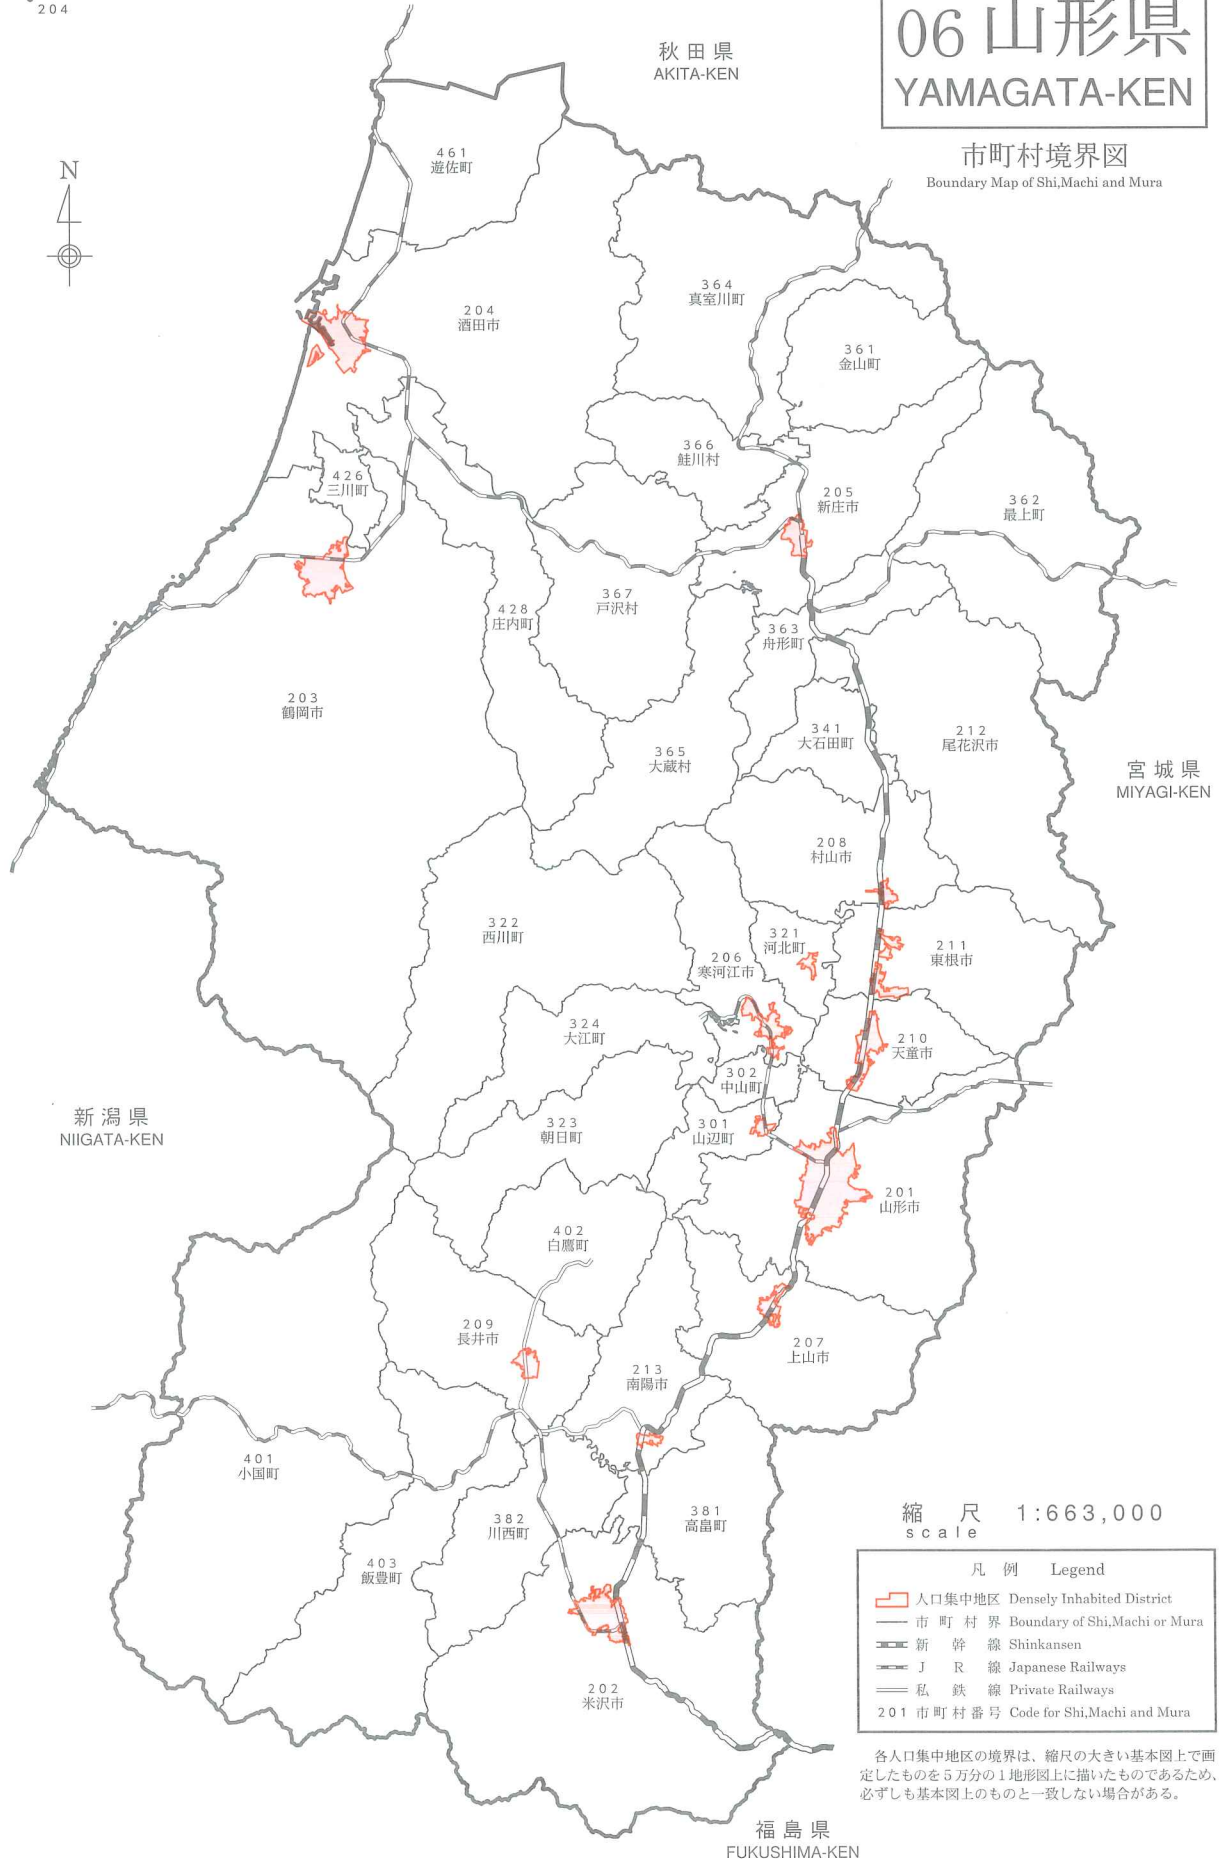 204
06 山形県
YAMAGATA-KEN
市町村境界図
Boundary Map of Shi,Machi and Mura
秋田県
AKITA-KEN
N
461
遊佐町
364
真室川町
204
酒田市
361
金山町
366
鮭川村
426
三川町
205
新庄市
362
最上町
367
戸沢村
428
庄内町
363
舟形町
203
鶴岡市
341
大石田町
212
尾花沢市
365
大蔵村
宮城県
MIYAGI-KEN
208
村山市
322
西川町
321
河北町
211
東根市
206
寒河江市
324
大江町
210
天童市
302
中山町
新潟県
NIIGATA-KEN
323
朝日町
301
山辺町
201
山形市
402
白鷹町
209
長井市
207
上山市
213
南陽市
401
小国町
382
川西町
381
高畠町
403
飯豊町
202
米沢市
縮尺 1:663,000
scale
凡例 Legend
人口集中地区 Densely Inhabited District
市町村界 Boundary of Shi,Machi or Mura
新幹線 Shinkansen
JR線 Japanese Railways
私鉄線 Private Railways
201 市町村番号 Code for Shi,Machi and Mura
各人口集中地区の境界は、縮尺の大きい基本図上で画
定したものを5万分の1地形図上に描いたものであるため、
必ずしも基本図上のものと一致しない場合がある。
福島県
FUKUSHIMA-KEN